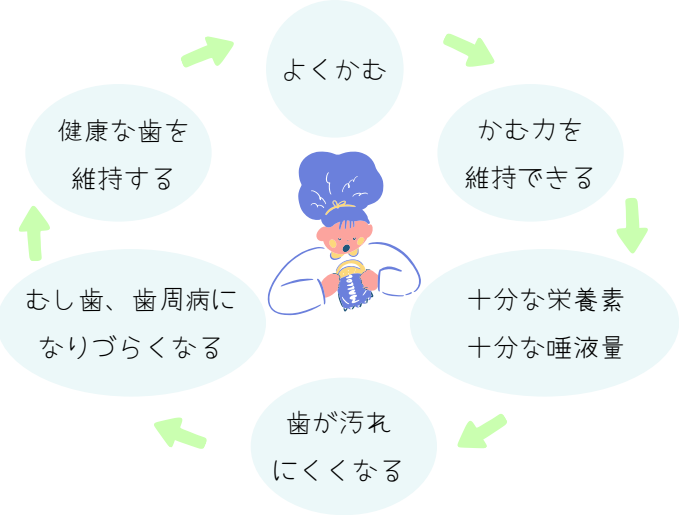 よくかむ
かむ力を
維持できる
十分な栄養素
十分な唾液量
歯が汚れ
にくくなる
むし歯、歯周病に
なりづらくなる
健康な歯を
維持する